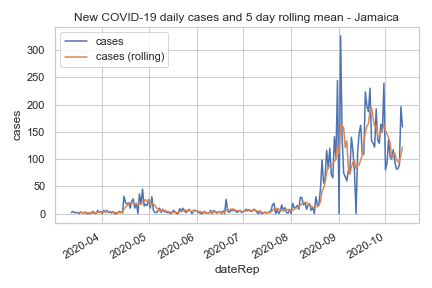 New COVID-19 daily cases and 5 day rolling mean - Jamaica
cases
cases (rolling)
300
250
200
150
100
50
0
cases
2020-04
2020-05
2020-06
2020-07
2020-08
2020-09
2020-10
dateRep